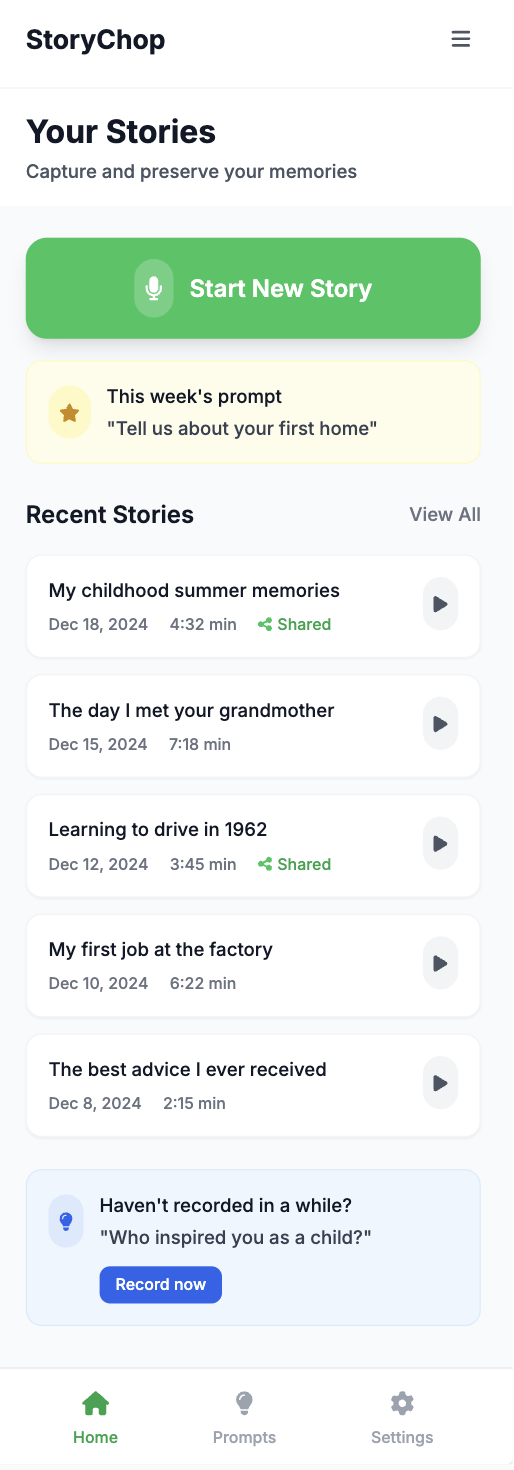 StoryChop
Your Stories
Capture and preserve your memories
Start New Story
This week's prompt
"Tell us about your first home"
Recent Stories View All
My childhood summer memories
Dec 18, 2024 4:32 min Shared
The day I met your grandmother
Dec 15, 2024 7:18 min
Learning to drive in 1962
Dec 12, 2024 3:45 min Shared
My first job at the factory
Dec 10, 2024 6:22 min
The best advice I ever received
Dec 8, 2024 2:15 min
Haven't recorded in a while?
"Who inspired you as a child?"
Record now
Home Prompts Settings